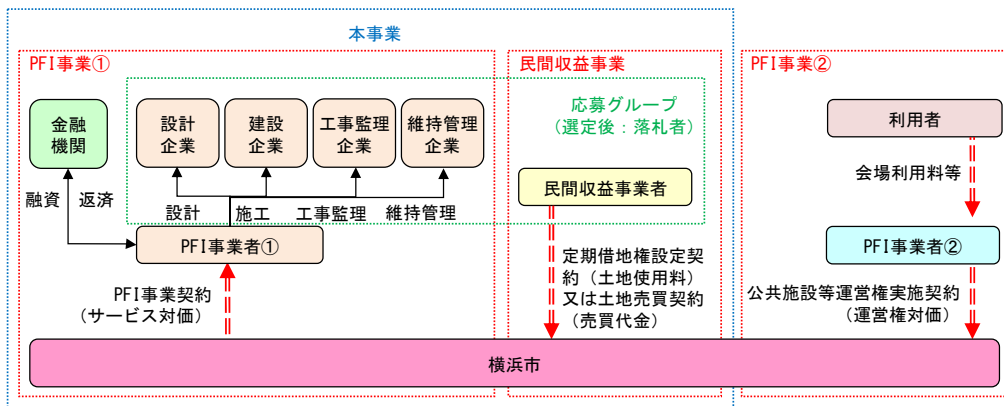 本事業
PFI事業①
民間収益事業
PFI事業②
応募グループ
（選定後：落札者）
金融
機関
設計
企業
建設
企業
工事監理
企業
維持管理
企業
利用者
民間収益事業者
会場利用料等
融資
返済
設計
施工
工事監理
維持管理
PFI事業者①
PFI事業者②
PFI事業契約
（サービス対価）
定期借地権設定契
約（土地使用料）
又は土地売買契約
（売買代金）
公共施設等運営権実施契約
（運営権対価）
横浜市